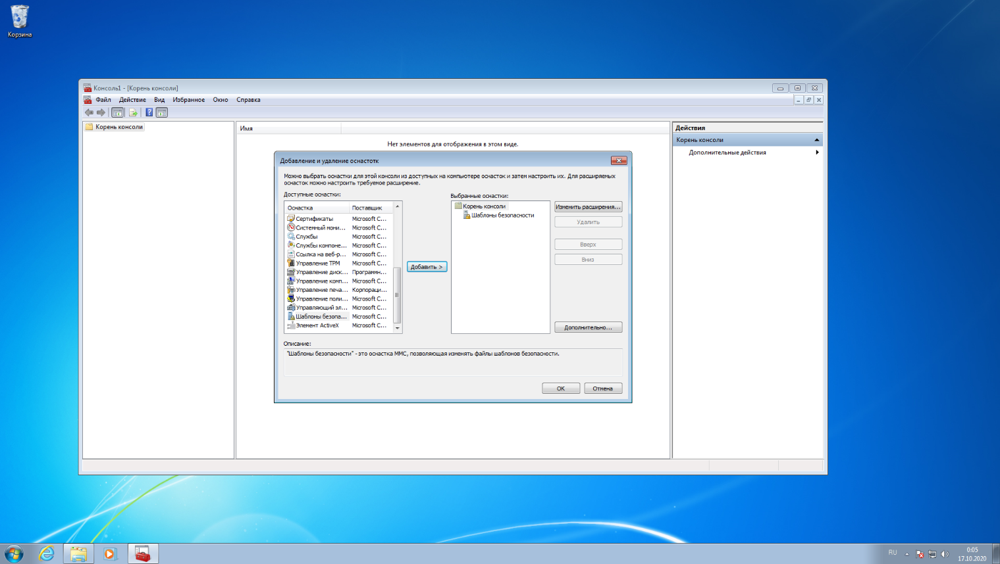 Корзина
Консоль1 - [Корень консоли]
Файл Действие Вид Избранное Окно Справка
Корень консоли
Имя
Нет элементов для отображения в этом виде.
Действия
Корень консоли
Дополнительные действия
Добавление и удаление оснастотк
Можно выбрать оснастки для этой консоли из доступных на компьютере оснасток и затем настроить их. Для расширяемых
оснасток можно настроить требуемое расширение.
Доступные оснастки:
Оснастка Поставщик
Сертификаты Microsoft C...
Системный мони... Microsoft C...
Службы Microsoft C...
Службы компоне... Microsoft C...
Ссылка на веб-р... Microsoft C...
Управление TPM Microsoft C...
Управление диск... Программн...
Управление комп... Microsoft C...
Управление печа... Корпораци...
Управление поли... Microsoft C...
Управляющий эл... Microsoft C...
Шаблоны безопа... Microsoft C...
Элемент ActiveX Microsoft C...
Добавить >
Выбранные оснастки:
Корень консоли
Шаблоны безопасности
Изменить расширения...
Удалить
Вверх
Вниз
Дополнительно...
Описание:
"Шаблоны безопасности" - это оснастка MMC, позволяющая изменять файлы шаблонов безопасности.
ОК
Отмена
RU
0:05
17.10.2020